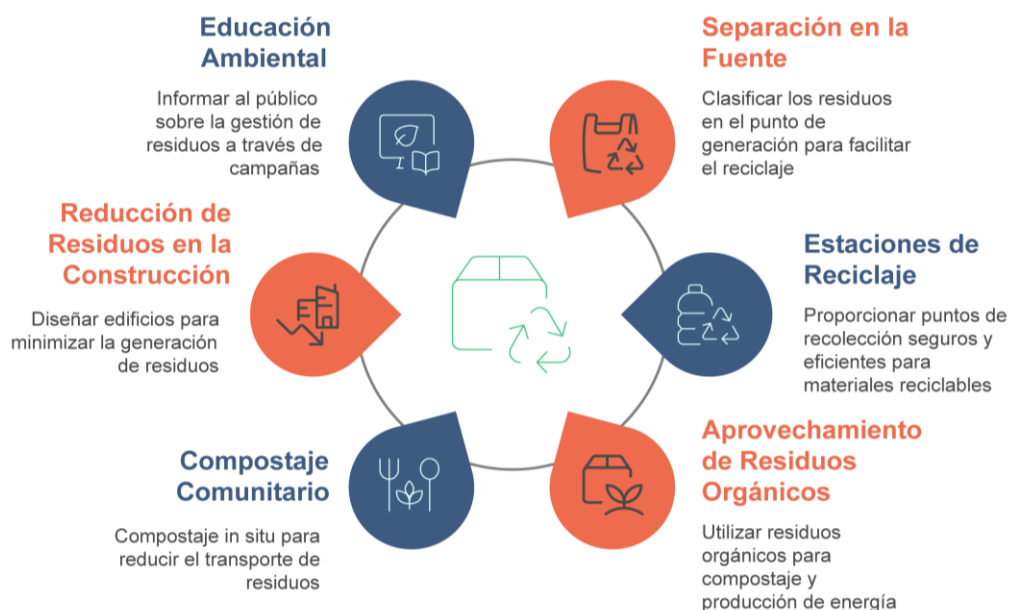 Educación
Ambiental
Informar al público
sobre la gestión de
residuos a través de
campañas
Separación en la
Fuente
Clasificar los residuos
en el punto de
generación para facilitar
el reciclaje
Reducción de
Residuos en la
Construcción
Diseñar edificios para
minimizar la generación
de residuos
Estaciones de
Reciclaje
Proporcionar puntos de
recolección seguros y
eficientes para
materiales reciclables
Compostaje
Comunitario
Compostaje in situ para
reducir el transporte de
residuos
Aprovechamiento
de Residuos
Orgánicos
Utilizar residuos
orgánicos para
compostaje y
producción de energía